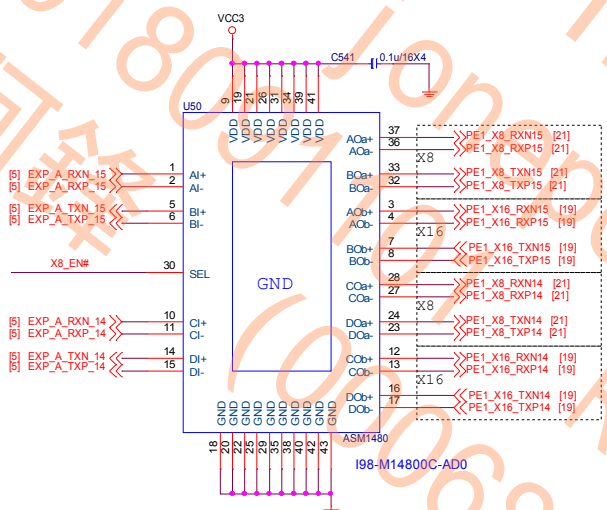 VCC3
C541 0.1u/16X4
9 19 21 26 31 34 39 41
U50
VDD VDD VDD VDD VDD VDD VDD VDD
AOa+ 37 PE1_X8_RXN15 [21]
AOa- 36 PE1_X8_RXP15 [21]
X8
[5] EXP_A_RXN_15 1 AI+
[5] EXP_A_RXP_15 2 AI-
BOa+ 33 PE1_X8_TXN15 [21]
BOa- 32 PE1_X8_TXP15 [21]
[5] EXP_A_TXN_15 5 BI+
[5] EXP_A_TXP_15 6 BI-
AOb+ 3 PE1_X16_RXN15 [19]
AOb- 4 PE1_X16_RXP15 [19]
X16
BOb+ 7 PE1_X16_TXN15 [19]
BOb- 8 PE1_X16_TXP15 [19]
X8_EN# 30 SEL
GND
COa+ 28 PE1_X8_RXN14 [21]
COa- 27 PE1_X8_RXP14 [21]
X8
[5] EXP_A_RXN_14 10 CI+
[5] EXP_A_RXP_14 11 CI-
DOa+ 24 PE1_X8_TXN14 [21]
DOa- 23 PE1_X8_TXP14 [21]
[5] EXP_A_TXN_14 14 DI+
[5] EXP_A_TXP_14 15 DI-
COb+ 12 PE1_X16_RXN14 [19]
COb- 13 PE1_X16_RXP14 [19]
X16
DOb+ 16 PE1_X16_TXN14 [19]
DOb- 17 PE1_X16_TXP14 [19]
GND GND GND GND GND GND GND GND GND GND
ASM1480
18 20 22 25 29 35 38 40 42 43
I98-M14800C-AD0